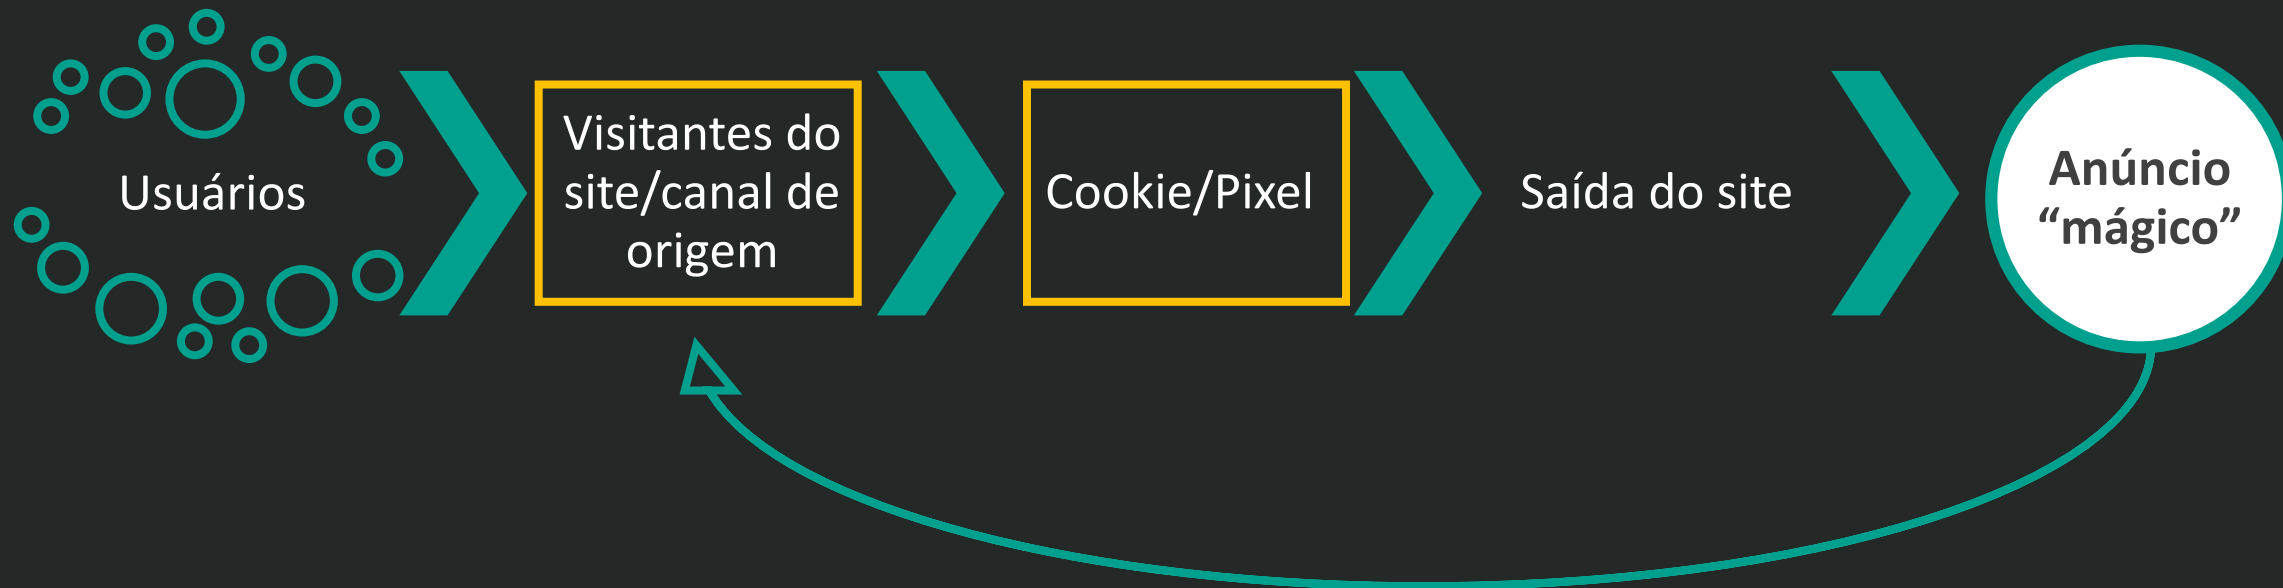 Usuários
Visitantes do
site/canal de
origem
Cookie/Pixel
Saída do site
Anúncio
“mágico”